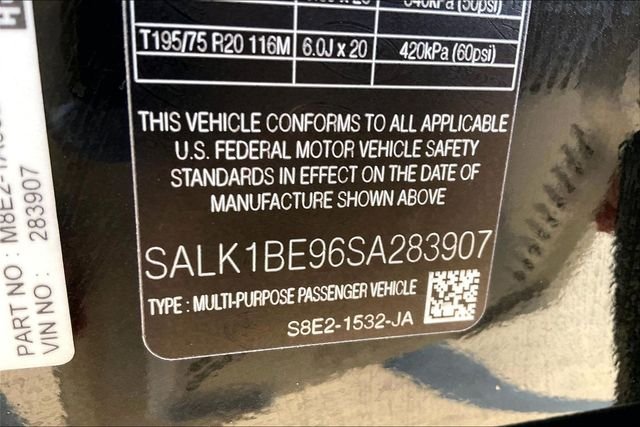 T195/75 R20 116M 6.0J x 20 420kPa (60psi)
THIS VEHICLE CONFORMS TO ALL APPLICABLE
U.S. FEDERAL MOTOR VEHICLE SAFETY
STANDARDS IN EFFECT ON THE DATE OF
MANUFACTURE SHOWN ABOVE
SALK1BE96SA283907
TYPE : MULTI-PURPOSE PASSENGER VEHICLE
S8E2-1532-JA
PART NO :
VIN NO : 283907